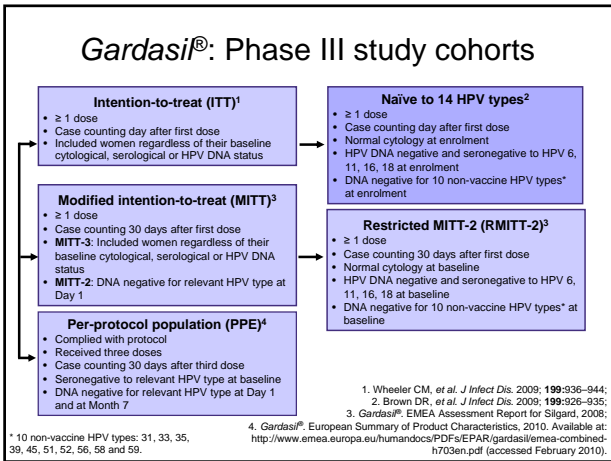 Gardasil®: Phase III study cohorts
Intention-to-treat (ITT)¹
• ≥ 1 dose
• Case counting day after first dose
• Included women regardless of their baseline
cytological, serological or HPV DNA status
Naïve to 14 HPV types²
• ≥ 1 dose
• Case counting day after first dose
• Normal cytology at enrolment
• HPV DNA negative and seronegative to HPV 6,
11, 16, 18 at enrolment
• DNA negative for 10 non-vaccine HPV types*
at enrolment
Modified intention-to-treat (MITT)³
• ≥ 1 dose
• Case counting 30 days after first dose
• MITT-3: Included women regardless of their
baseline cytological, serological or HPV DNA
status
• MITT-2: DNA negative for relevant HPV type at
Day 1
Restricted MITT-2 (RMITT-2)³
• ≥ 1 dose
• Case counting 30 days after first dose
• Normal cytology at baseline
• HPV DNA negative and seronegative to HPV 6,
11, 16, 18 at baseline
• DNA negative for 10 non-vaccine HPV types* at
baseline
Per-protocol population (PPE)⁴
• Complied with protocol
• Received three doses
• Case counting 30 days after third dose
• Seronegative to relevant HPV type at baseline
• DNA negative for relevant HPV type at Day 1
and at Month 7
* 10 non-vaccine HPV types: 31, 33, 35,
39, 45, 51, 52, 56, 58 and 59.
1. Wheeler CM, et al. J Infect Dis. 2009; 199:936–944;
2. Brown DR, et al. J Infect Dis. 2009; 199:926–935;
3. Gardasil®. EMEA Assessment Report for Silgard, 2008;
4. Gardasil®. European Summary of Product Characteristics, 2010. Available at:
http://www.emea.europa.eu/humandocs/PDFs/EPAR/gardasil/emea-combined-
h703en.pdf (accessed February 2010).